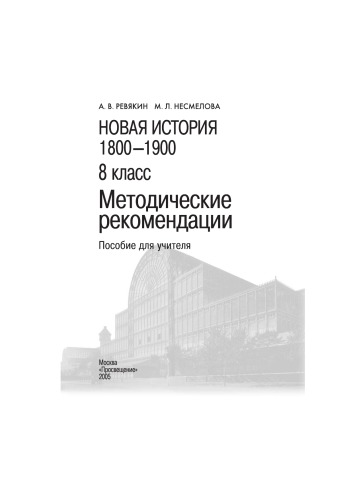 А. В. РЕВЯКИН М. Л. НЕСМЕЛОВА
НОВАЯ ИСТОРИЯ
1800–1900
8 класс
Методические
рекомендации
Пособие для учителя
Москва
«Просвещение»
2005